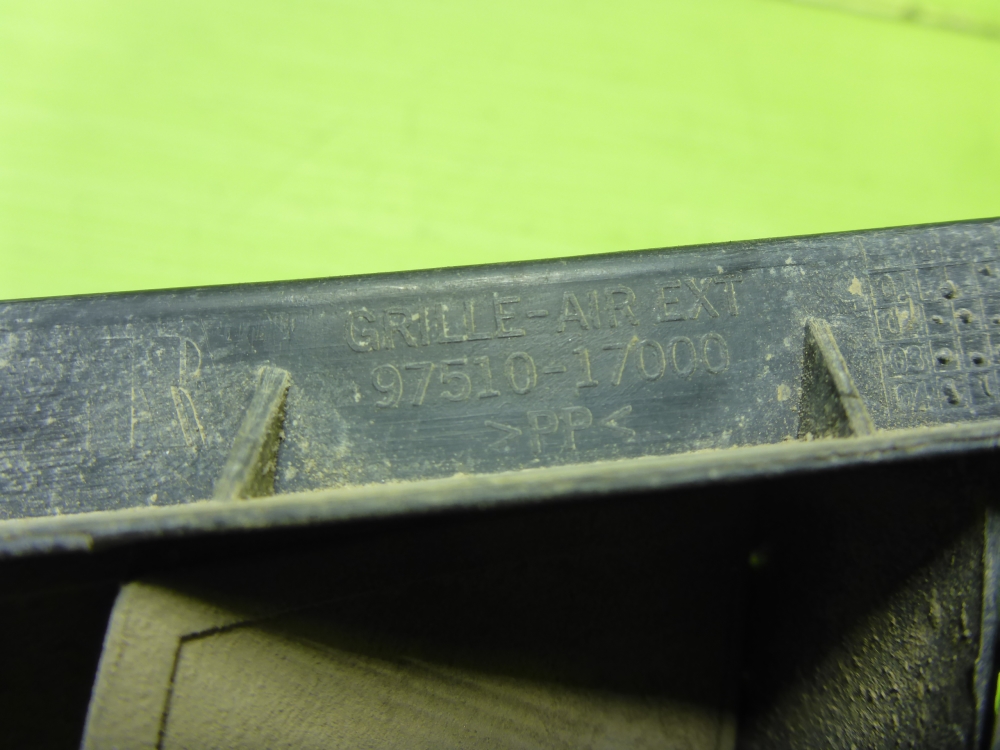 GRILLE-AIR EXT
97510-17000
>PP<